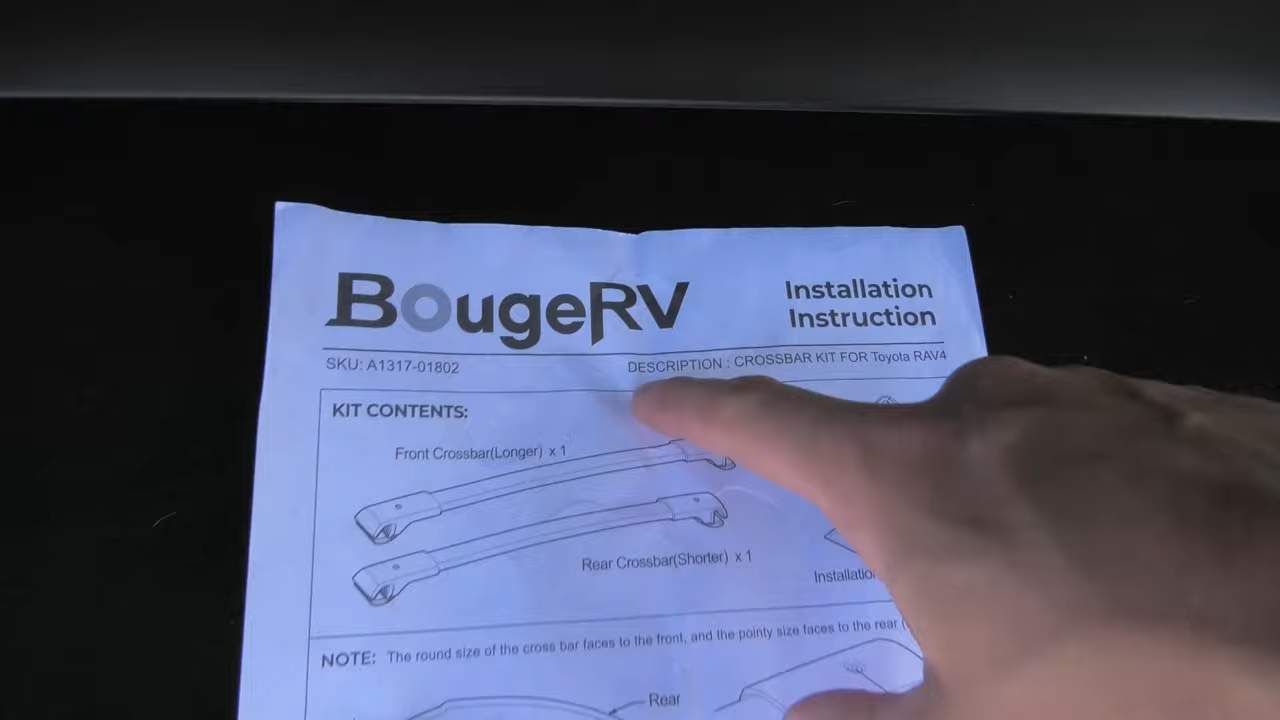 BougeRV
Installation
Instruction
SKU: A1317-01802
DESCRIPTION : CROSSBAR KIT FOR Toyota RAV4
KIT CONTENTS:
Front Crossbar(Longer) x 1
Rear Crossbar(Shorter) x 1
Installation
NOTE: The round size of the cross bar faces to the front, and the pointy size faces to the rear (
Rear